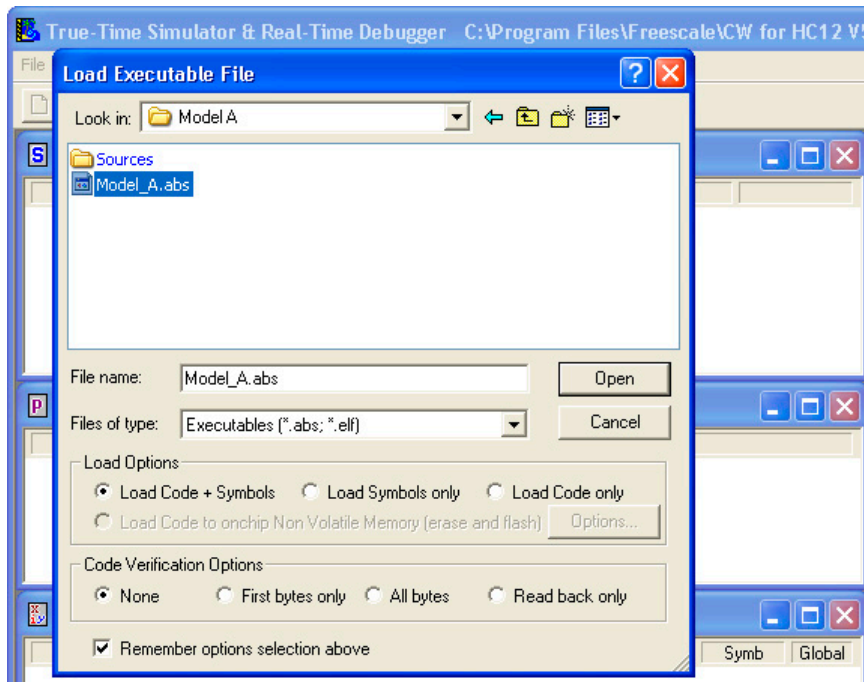 True-Time Simulator & Real-Time Debugger C:\Program Files\Freescale\CW for HC12 V
File
Load Executable File
Look in: Model A
S
Sources
Model_A.abs
File name: Model_A.abs Open
P
Files of type: Executables (*.abs; *.elf) Cancel
Load Options
Load Code + Symbols Load Symbols only Load Code only
Load Code to onchip Non Volatile Memory (erase and flash) Options...
Code Verification Options
None First bytes only All bytes Read back only
Remember options selection above
Symb Global